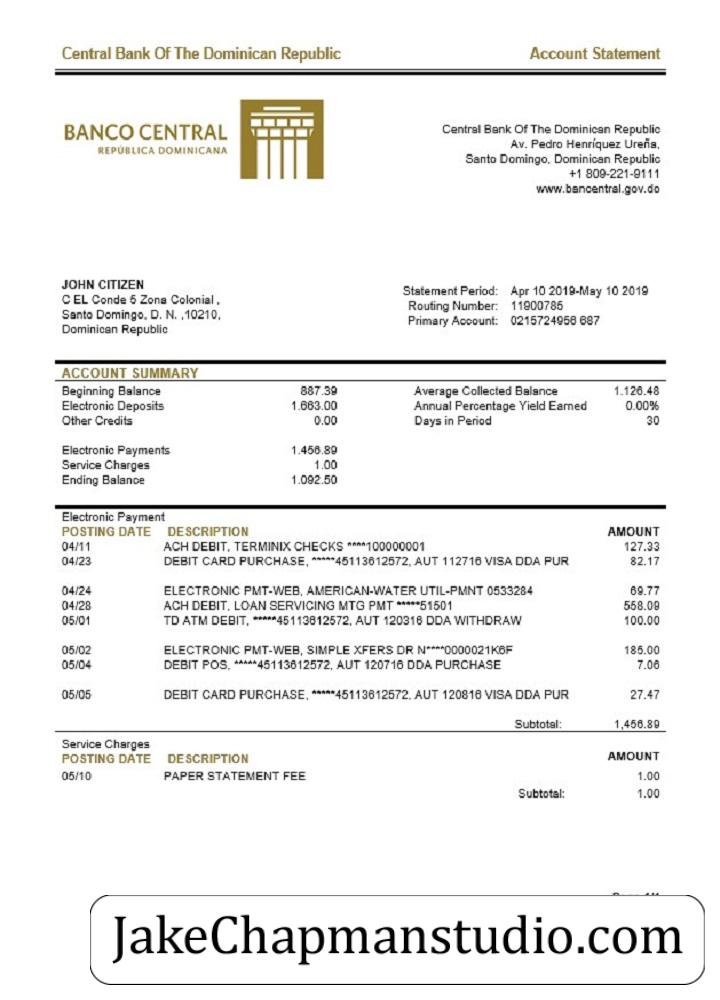 Central Bank Of The Dominican Republic Account Statement
BANCO CENTRAL
REPÚBLICA DOMINICANA
Central Bank Of The Dominican Republic
Av. Pedro Henríquez Ureña,
Santo Domingo, Dominican Republic
+1 809-221-9111
www.bancentral.gov.do
JOHN CITIZEN
C EL Conde 5 Zona Colonial ,
Santo Domingo, D. N. ,10210,
Dominican Republic
Statement Period: Apr 10 2019-May 10 2019
Routing Number: 11900785
Primary Account: 0215724956 687
ACCOUNT SUMMARY
Beginning Balance 887.39 Average Collected Balance 1.126.48
Electronic Deposits 1.663.00 Annual Percentage Yield Earned 0.00%
Other Credits 0.00 Days in Period 30
Electronic Payments 1.456.89
Service Charges 1.00
Ending Balance 1.092.50
Electronic Payment
POSTING DATE DESCRIPTION AMOUNT
04/11 ACH DEBIT, TERMINIX CHECKS ****100000001 127.33
04/23 DEBIT CARD PURCHASE, *****45113612572, AUT 112716 VISA DDA PUR 82.17
04/24 ELECTRONIC PMT-WEB, AMERICAN-WATER UTIL-PMNT 0533284 69.77
04/28 ACH DEBIT, LOAN SERVICING MTG PMT *****51501 558.09
05/01 TD ATM DEBIT, *****45113612572, AUT 120316 DDA WITHDRAW 100.00
05/02 ELECTRONIC PMT-WEB, SIMPLE XFERS DR N****0000021K6F 185.00
05/04 DEBIT POS, *****45113612572, AUT 120716 DDA PURCHASE 7.06
05/05 DEBIT CARD PURCHASE, *****45113612572, AUT 120816 VISA DDA PUR 27.47
Subtotal: 1,456.89
Service Charges
POSTING DATE DESCRIPTION AMOUNT
05/10 PAPER STATEMENT FEE 1.00
Subtotal: 1.00
JakeChapmanstudio.com